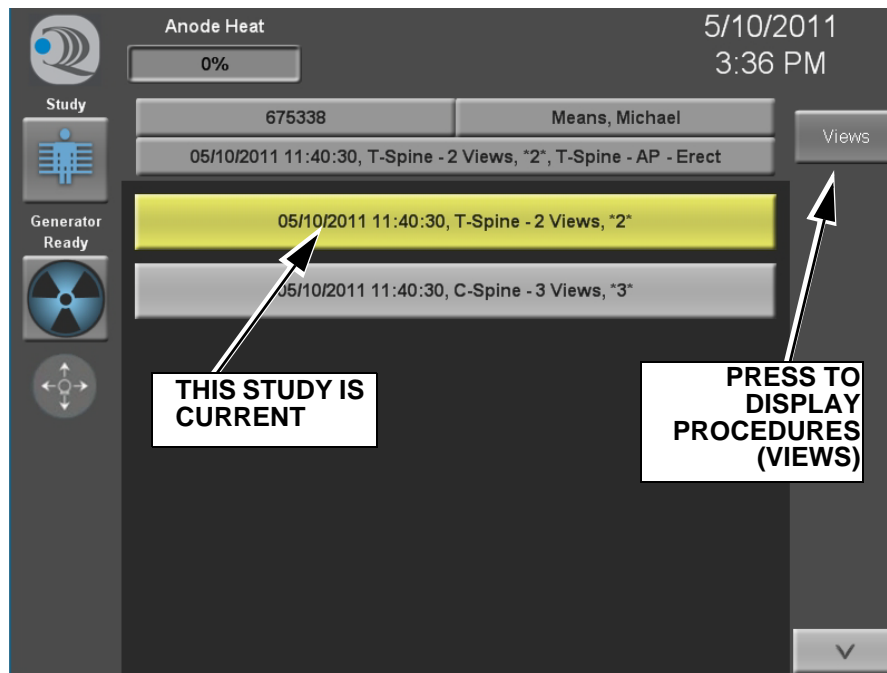 Anode Heat
5/10/2011
0%
3:36 PM
Study
675338
Means, Michael
Views
05/10/2011 11:40:30, T-Spine - 2 Views, *2*, T-Spine - AP - Erect
Generator
Ready
05/10/2011 11:40:30, T-Spine - 2 Views, *2*
05/10/2011 11:40:30, C-Spine - 3 Views, *3*
THIS STUDY IS
CURRENT
PRESS TO
DISPLAY
PROCEDURES
(VIEWS)